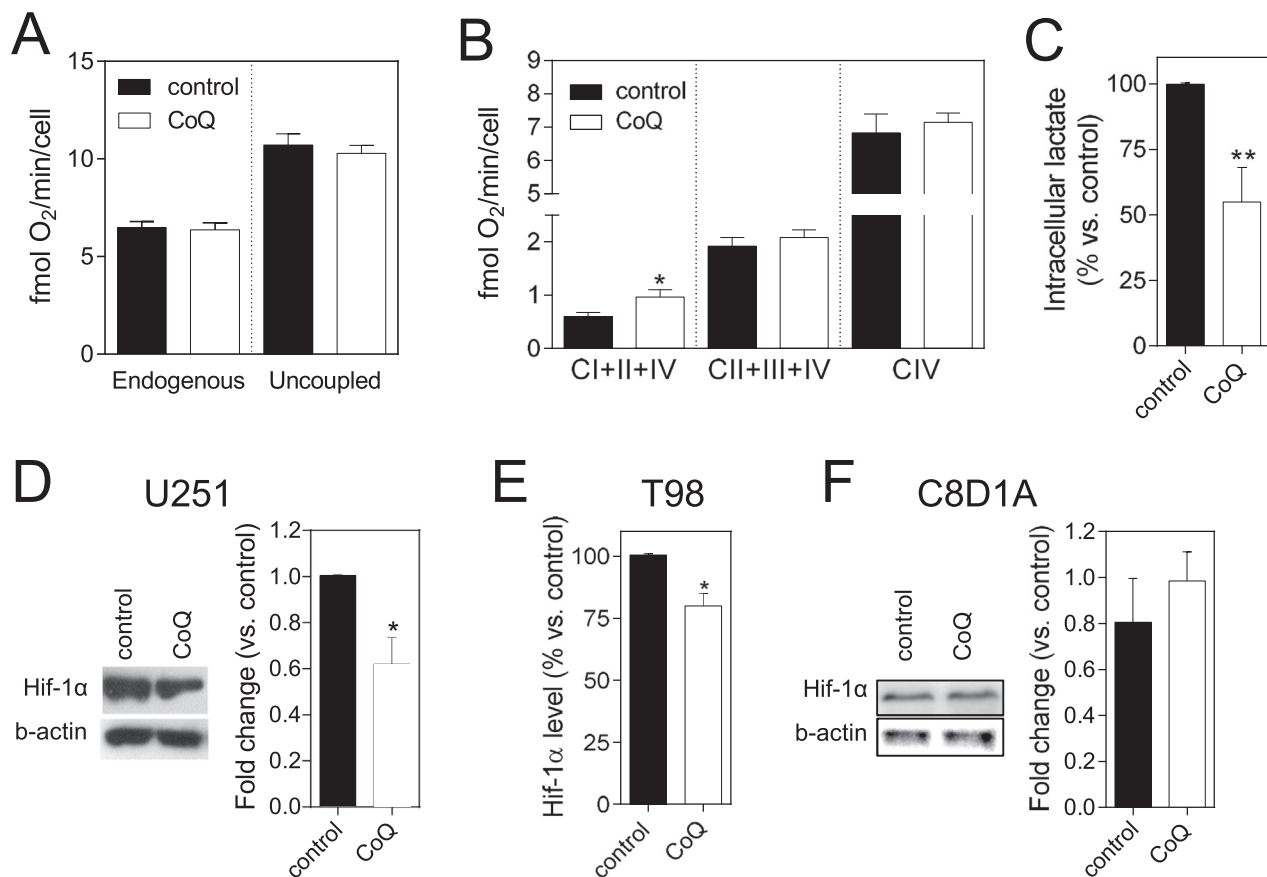 A
fmol O2/min/cell
15
10
5
0
control
CoQ
Endogenous
Uncoupled
B
fmol O2/min/cell
9
8
7
6
5
2
1
0
control
CoQ
*
CI+II+IV
CII+III+IV
CIV
C
Intracellular lactate
(% vs. control)
100
75
50
25
0
**
control
CoQ
D
U251
control
CoQ
Hif-1α
b-actin
Fold change (vs. control)
1.2
1.0
0.8
0.6
0.4
0.2
0.0
*
control
CoQ
E
T98
Hif-1α level (% vs. control)
100
75
50
25
0
*
control
CoQ
F
C8D1A
control
CoQ
Hif-1α
b-actin
Fold change (vs. control)
1.2
1.0
0.8
0.6
0.4
0.2
0.0
control
CoQ